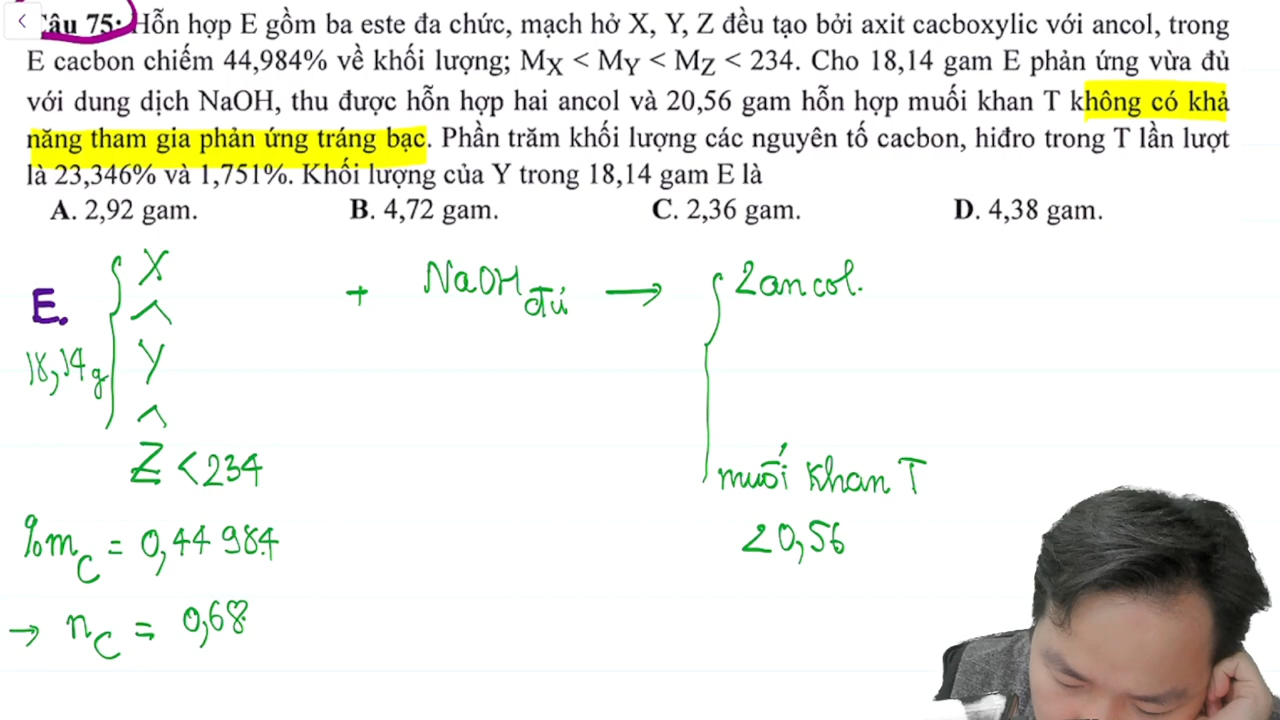 Câu 75: Hỗn hợp E gồm ba este đa chức, mạch hở X, Y, Z đều tạo bởi axit cacboxylic với ancol, trong
E cacbon chiếm 44,984% về khối lượng; MX < MY < MZ < 234. Cho 18,14 gam E phản ứng vừa đủ
với dung dịch NaOH, thu được hỗn hợp hai ancol và 20,56 gam hỗn hợp muối khan T không có khả
năng tham gia phản ứng tráng bạc. Phần trăm khối lượng các nguyên tố cacbon, hiđro trong T lần lượt
là 23,346% và 1,751%. Khối lượng của Y trong 18,14 gam E là
A. 2,92 gam. B. 4,72 gam. C. 2,36 gam. D. 4,38 gam.
X
E. + NaOH đủ → 2 ancol.
18,14g Y
Z < 234
muối khan T
20,56
%mC = 0,44984
→ nC = 0,68